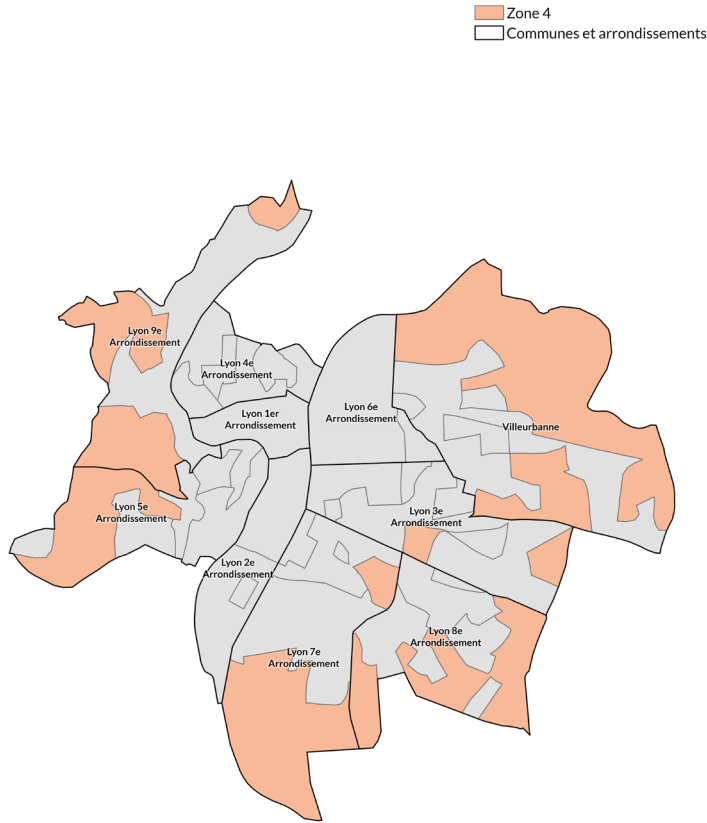 Zone 4
Communes et arrondissements
Lyon 9e
Arrondissement
Lyon 4e
Arrondissement
Lyon 1er
Arrondissement
Lyon 6e
Arrondissement
Villeurbanne
Lyon 5e
Arrondissement
Lyon 3e
Arrondissement
Lyon 2e
Arrondissement
Lyon 8e
Arrondissement
Lyon 7e
Arrondissement